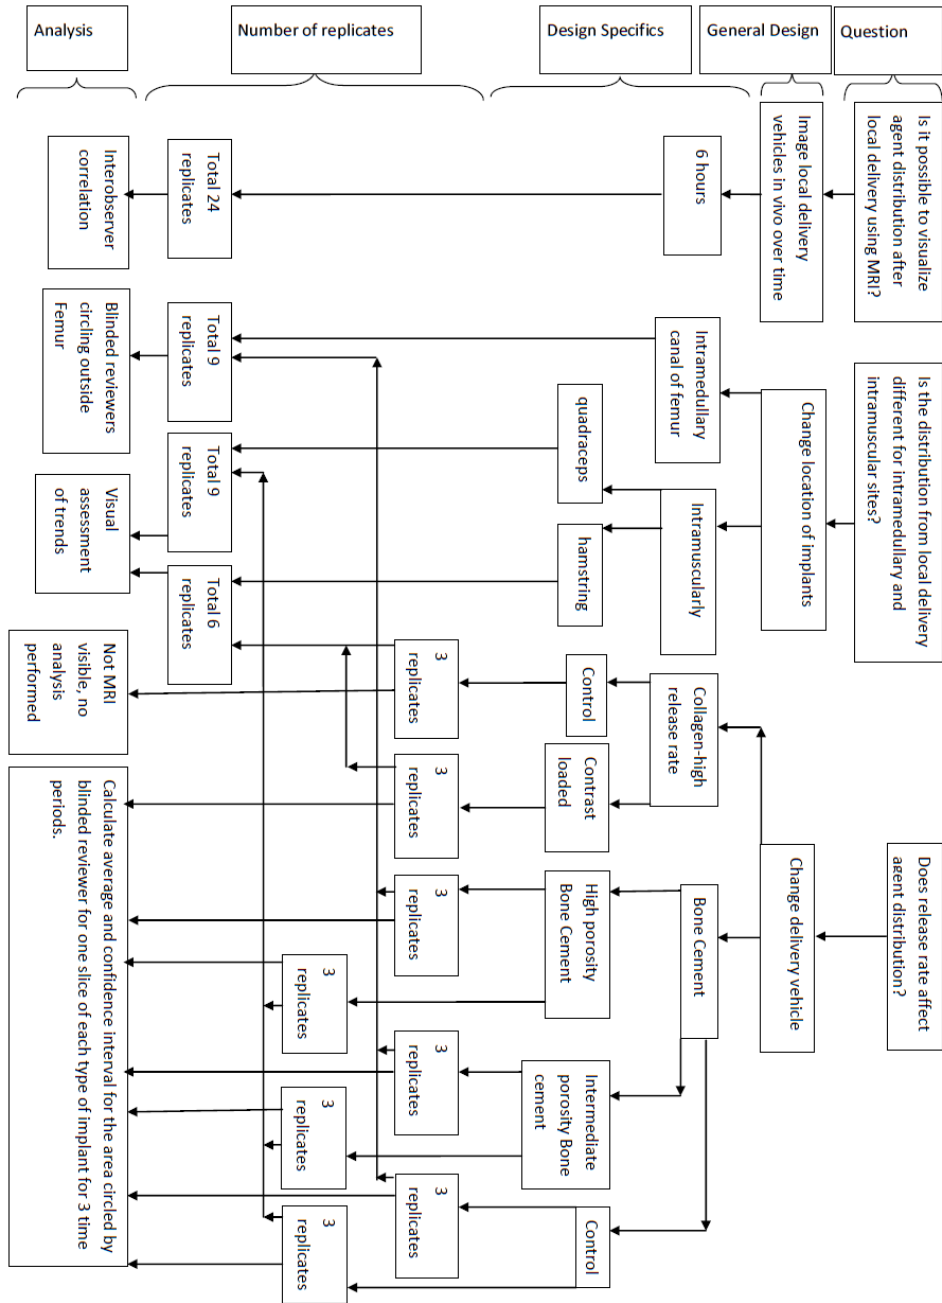 Question
Is it possible to visualize
agent distribution after
local delivery using MRI?
Is the distribution from local delivery
different for intramedullary and
intramuscular sites?
Does release rate affect
agent distribution?
General Design
Image local delivery
vehicles in vivo over time
Change location of implants
Change delivery vehicle
Design Specifics
6 hours
Intramedullary
canal of femur
Intramuscularly
quadraceps
hamstring
Collagen-high
release rate
Control
Contrast
loaded
Bone Cement
High porosity
Bone Cement
Intermediate
porosity Bone
cement
Control
Number of replicates
3
replicates
3
replicates
3
replicates
3
replicates
3
replicates
3
replicates
3
replicates
3
replicates
Total 24
replicates
Total 9
replicates
Total 9
replicates
Total 6
replicates
Analysis
Interobserver
correlation
Blinded reviewers
circling outside
Femur
Visual
assessment
of trends
Not MRI
visible, no
analysis
performed
Calculate average and confidence interval for the area circled by
blinded reviewer for one slice of each type of implant for 3 time
periods.